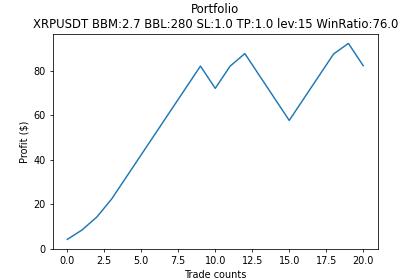 Portfolio
XRPUSDT BBM:2.7 BBL:280 SL:1.0 TP:1.0 lev:15 WinRatio:76.0
80
60
40
20
0
Profit ($)
0.0 2.5 5.0 7.5 10.0 12.5 15.0 17.5 20.0
Trade counts